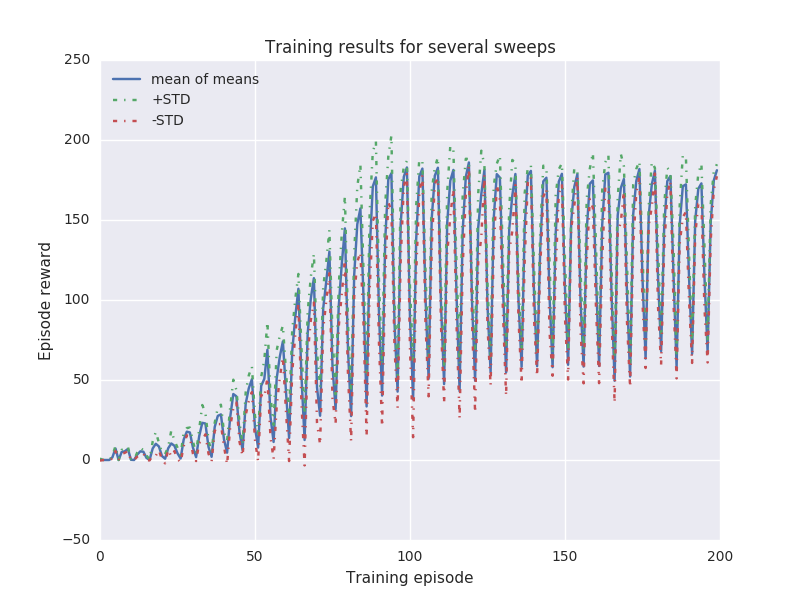 Training results for several sweeps
250
200
150
100
50
0
−50
mean of means
+STD
-STD
Episode reward
0 50 100 150 200
Training episode